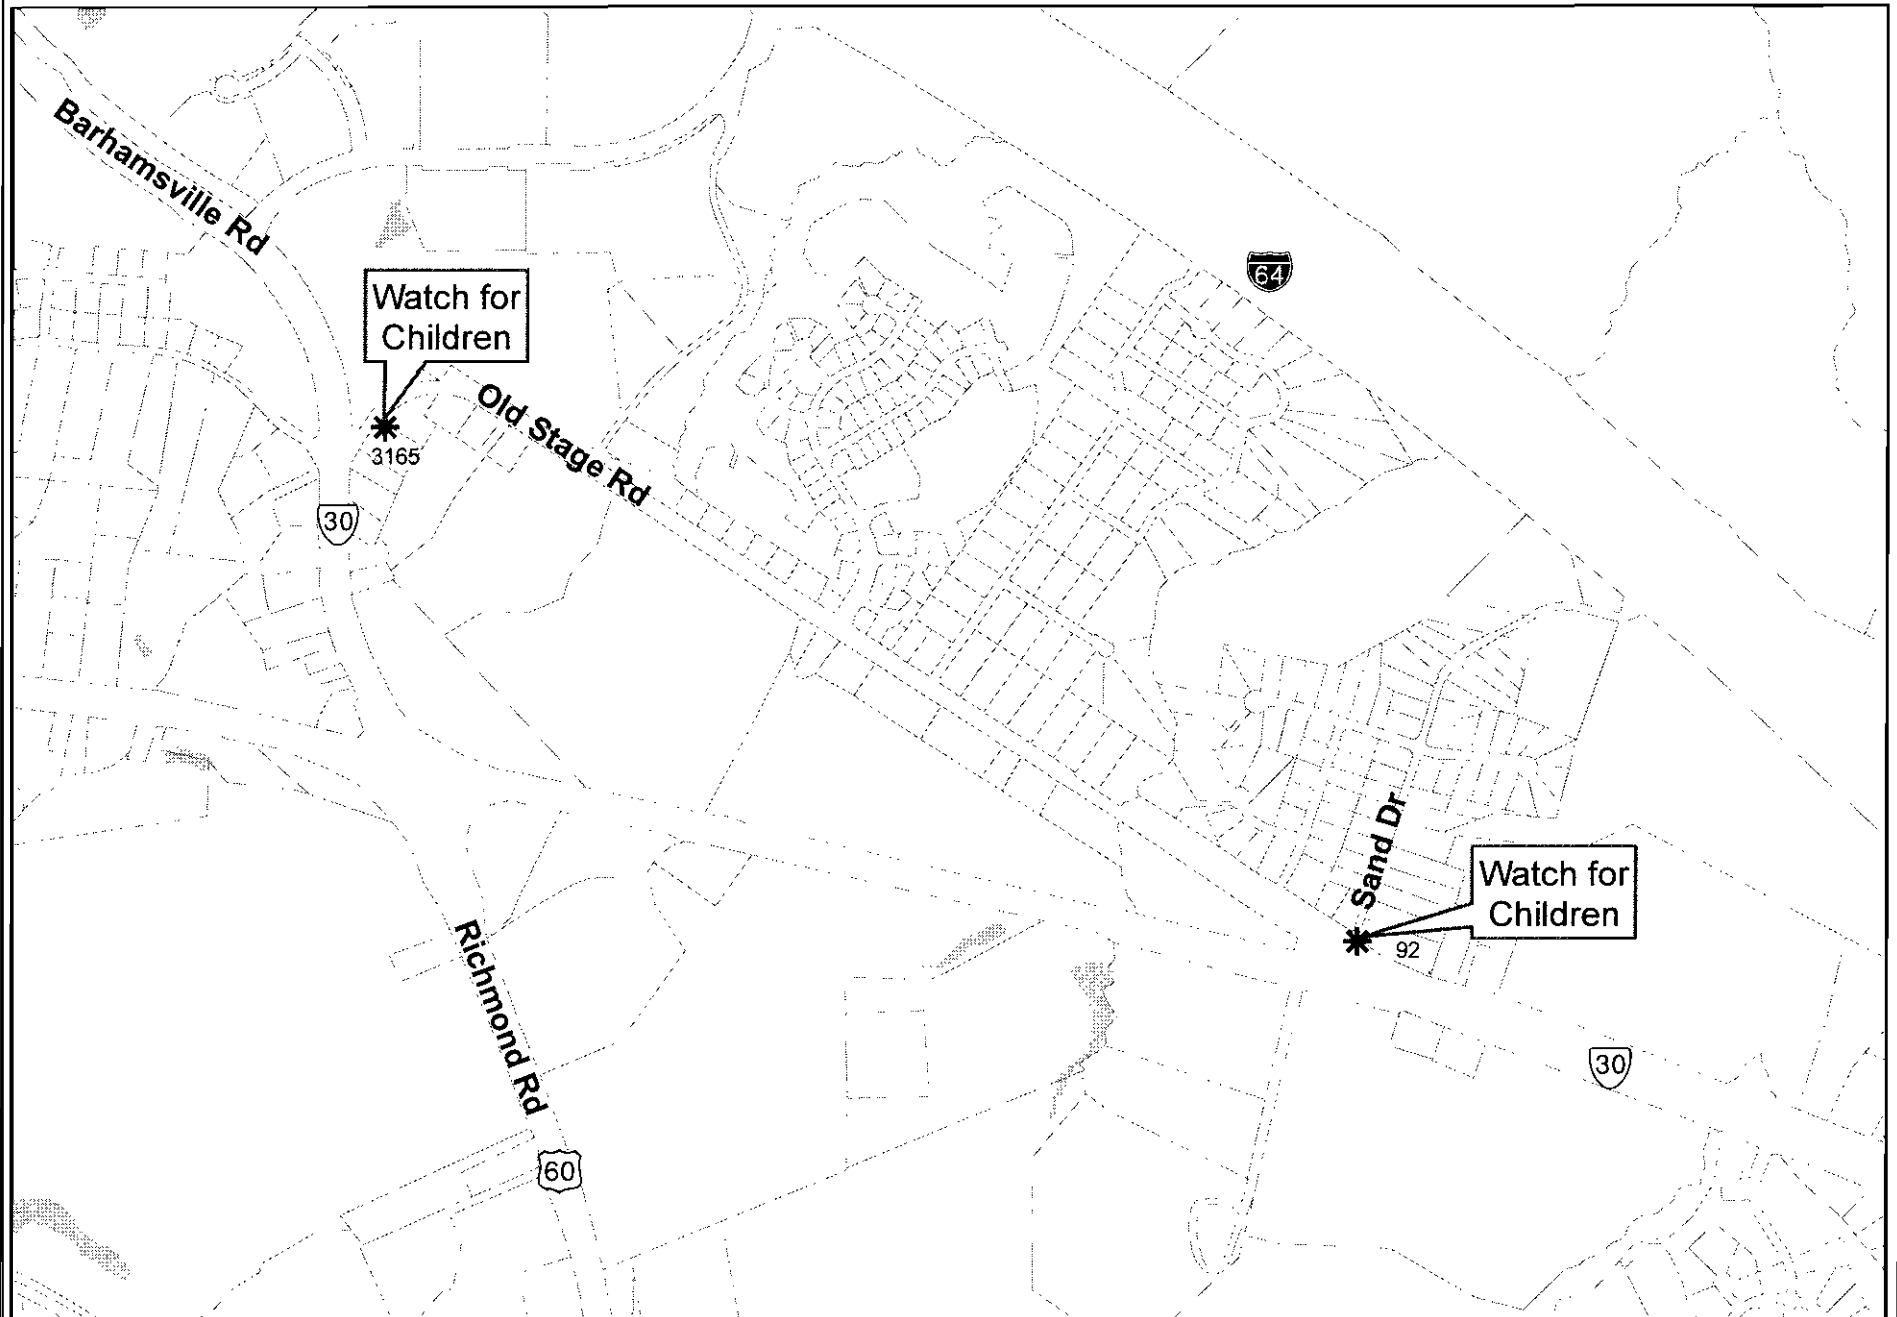 Barhamsville Rd
64
Watch for
Children
Old Stage Rd
3165
30
Sand Dr
Watch for
Children
92
Richmond Rd
30
60